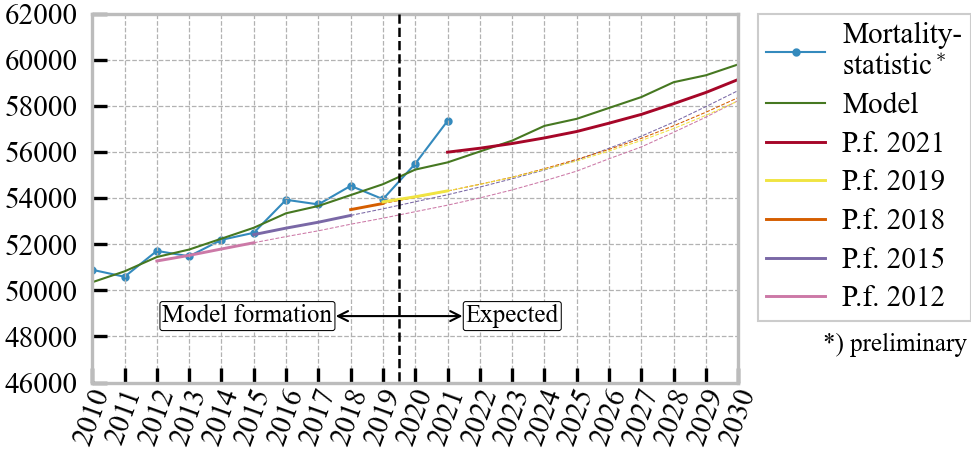 62000
60000
58000
56000
54000
52000
50000
48000
46000
Model formation
Expected
2010
2011
2012
2013
2014
2015
2016
2017
2018
2019
2020
2021
2022
2023
2024
2025
2026
2027
2028
2029
2030
Mortality-
statistic *
Model
P.f. 2021
P.f. 2019
P.f. 2018
P.f. 2015
P.f. 2012
*) preliminary